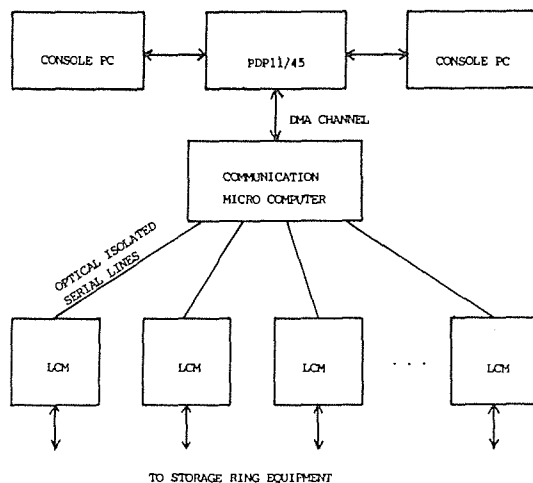 CONSOLE PC
PDP11/45
CONSOLE PC
DMA CHANNEL
COMMUNICATION
MICRO COMPUTER
OPTICAL ISOLATED
SERIAL LINES
LCM
LCM
LCM
. . .
LCM
TO STORAGE RING EQUIPMENT